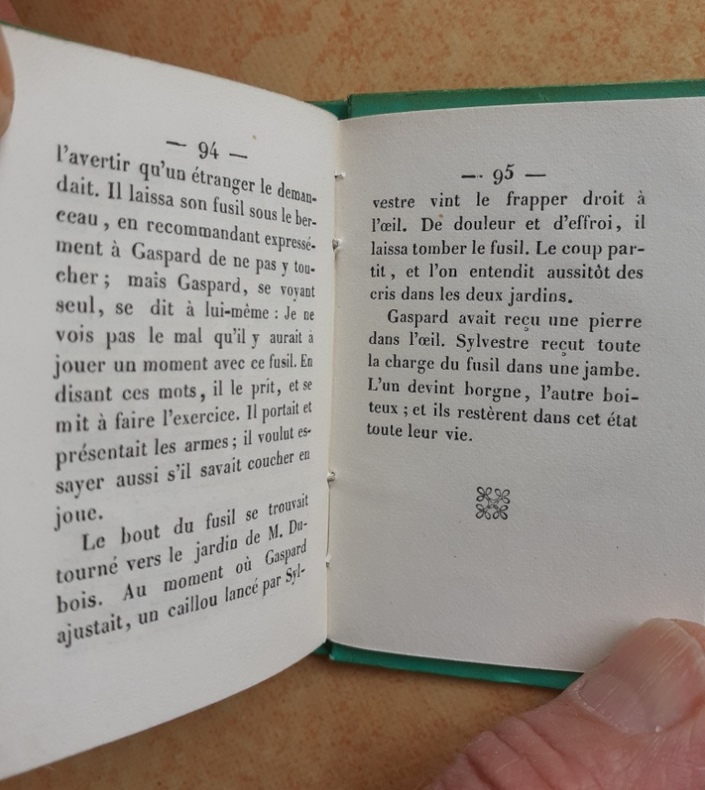 — 94 —
l'avertir qu'un étranger le deman-
dait. Il laissa son fusil sous le ber-
ceau, en recommandant expressé-
ment à Gaspard de ne pas y tou-
cher; mais Gaspard, se voyant
seul, se dit à lui-même : Je ne
vois pas le mal qu'il y aurait à
jouer un moment avec ce fusil. En
disant ces mots, il le prit, et se
mit à faire l'exercice. Il portait et
présentait les armes; il voulut es-
sayer aussi s'il savait coucher en
joue.
Le bout du fusil se trouvait
tourné vers le jardin de M. Du-
bois. Au moment où Gaspard
ajustait, un caillou lancé par Syl-
— 95 —
vestre vint le frapper droit à
l'œil. De douleur et d'effroi, il
laissa tomber le fusil. Le coup par-
tit, et l'on entendit aussitôt des
cris dans les deux jardins.
Gaspard avait reçu une pierre
dans l'œil. Sylvestre reçut toute
la charge du fusil dans une jambe.
L'un devint borgne, l'autre boi-
teux; et ils restèrent dans cet état
toute leur vie.